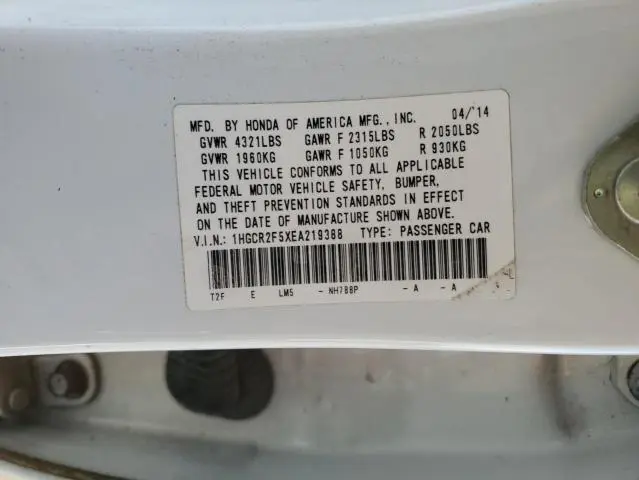 MFD. BY HONDA OF AMERICA MFG., INC. 04/'14
GVWR 4321LBS GAWR F 2315LBS R 2050LBS
GVWR 1960KG GAWR F 1050KG R 930KG
THIS VEHICLE CONFORMS TO ALL APPLICABLE
FEDERAL MOTOR VEHICLE SAFETY, BUMPER,
AND THEFT PREVENTION STANDARDS IN EFFECT
ON THE DATE OF MANUFACTURE SHOWN ABOVE.
V.I.N.: 1HGCR2F5XEA219388 TYPE: PASSENGER CAR
T2F E LM5 - NH788P - A - A